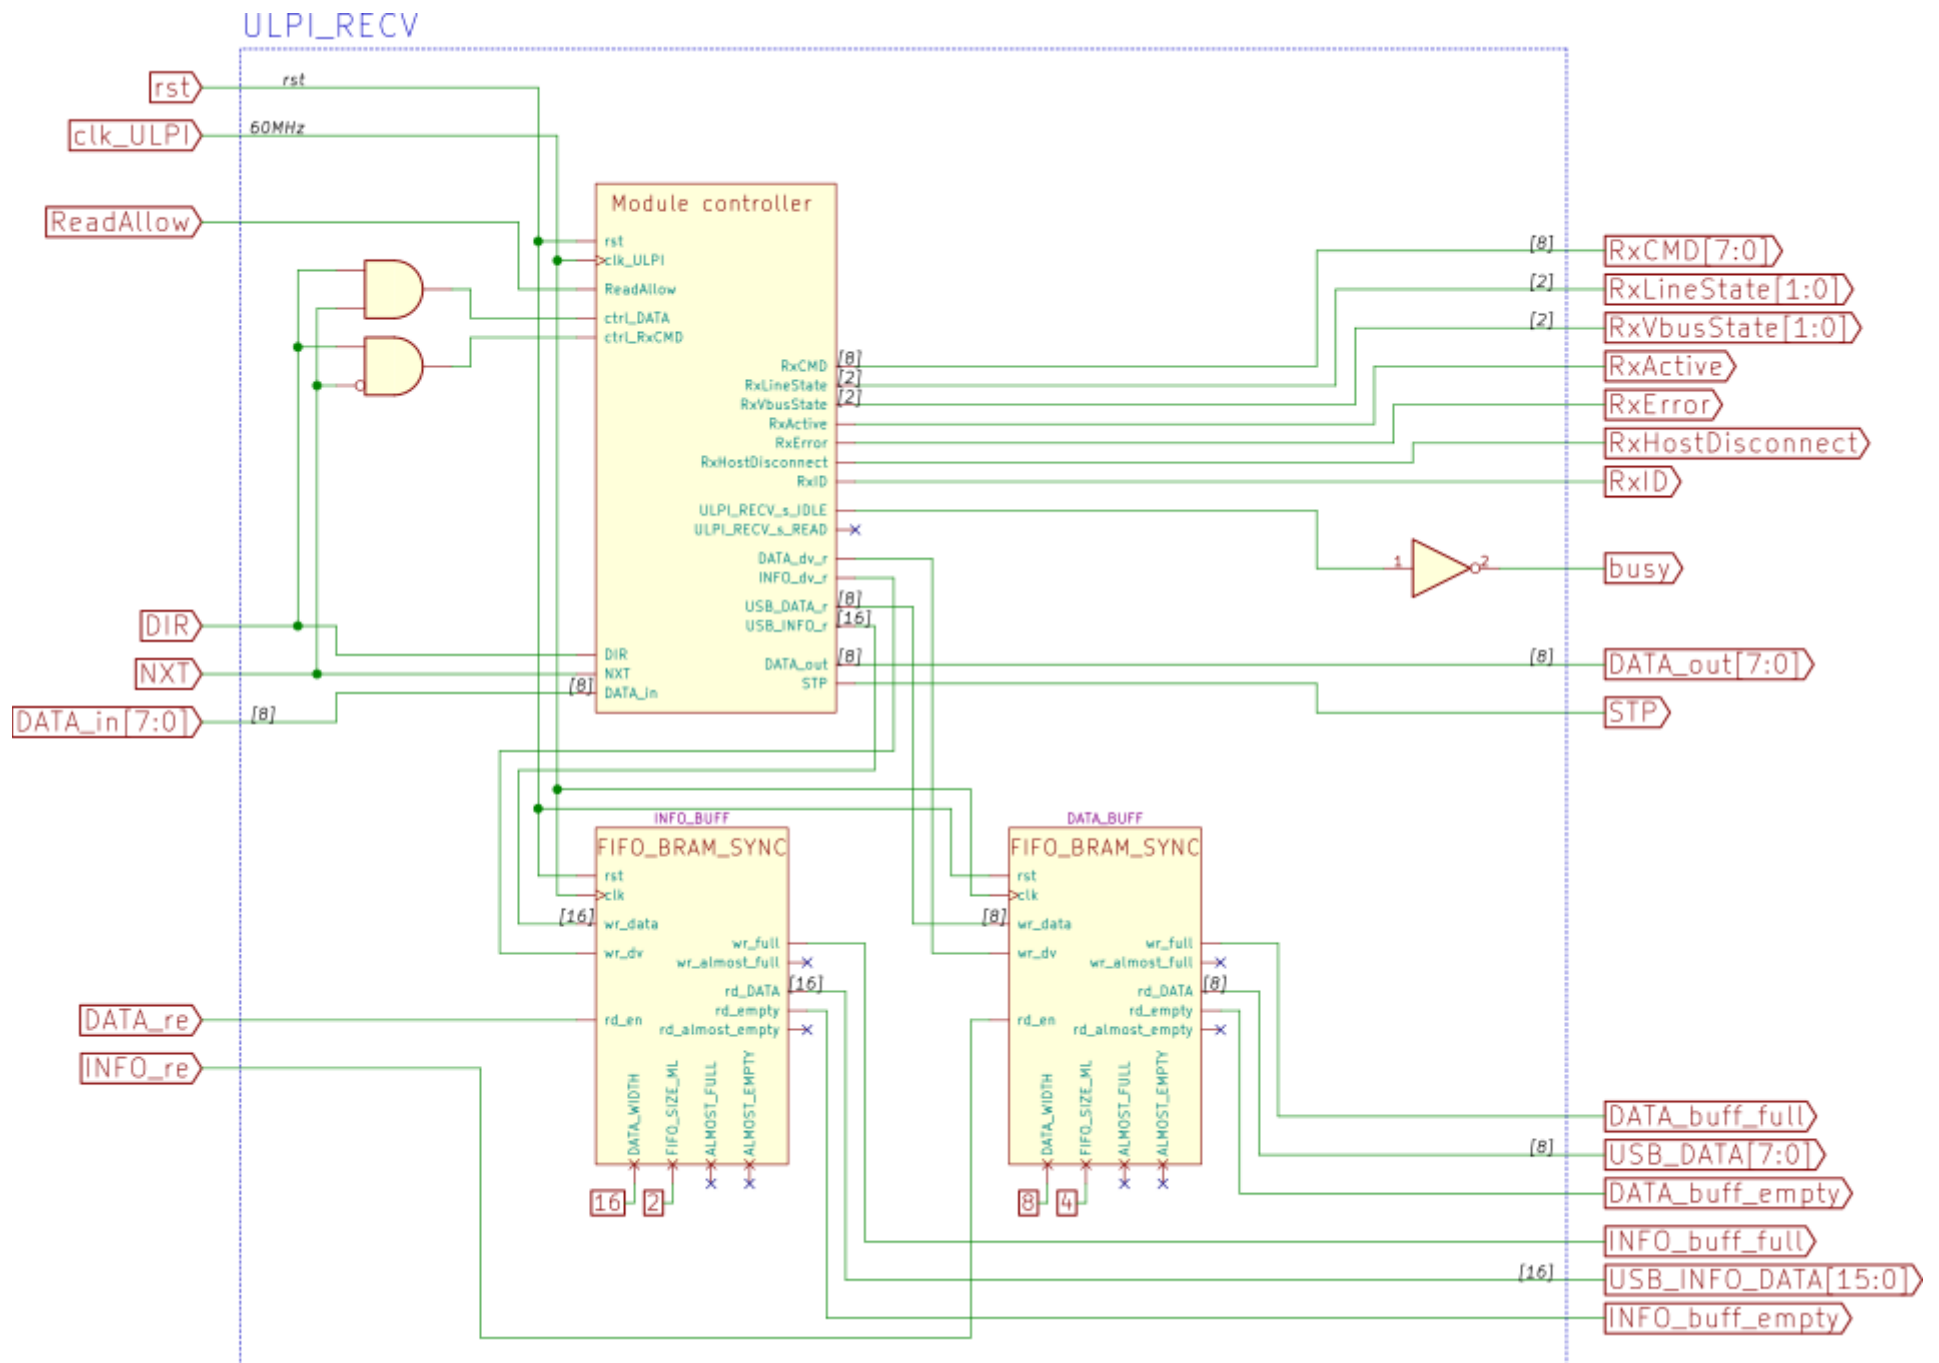 ULPI_RECV
rst
rst
clk_ULPI
60MHz
ReadAllow
Module controller
rst
clk_ULPI
ReadAllow
ctrl_DATA
ctrl_RxCMD
RxCMD
[8]
RxLineState
[2]
RxVbusState
[2]
RxActive
RxError
RxHostDisconnect
RxID
ULPI_RECV_s_IDLE
ULPI_RECV_s_READ
DATA_dv_r
INFO_dv_r
USB_DATA_r
[8]
USB_INFO_r
[16]
DATA_out
[8]
STP
DIR
NXT
[8]
DATA_in
[8]
RxCMD[7:0]
[2]
RxLineState[1:0]
[2]
RxVbusState[1:0]
RxActive
RxError
RxHostDisconnect
RxID
1
2
busy
[8]
DATA_out[7:0]
STP
DIR
NXT
DATA_in[7:0]
[8]
INFO_BUFF
FIFO_BRAM_SYNC
rst
clk
[16]
wr_data
wr_dv
wr_full
wr_almost_full
rd_DATA
[16]
rd_empty
rd_almost_empty
rd_en
DATA_WIDTH
FIFO_SIZE_ML
ALMOST_FULL
ALMOST_EMPTY
16
2
DATA_BUFF
FIFO_BRAM_SYNC
rst
clk
[8]
wr_data
wr_dv
wr_full
wr_almost_full
rd_DATA
[8]
rd_empty
rd_almost_empty
rd_en
DATA_WIDTH
FIFO_SIZE_ML
ALMOST_FULL
ALMOST_EMPTY
8
4
DATA_re
INFO_re
DATA_buff_full
[8]
USB_DATA[7:0]
DATA_buff_empty
INFO_buff_full
[16]
USB_INFO_DATA[15:0]
INFO_buff_empty